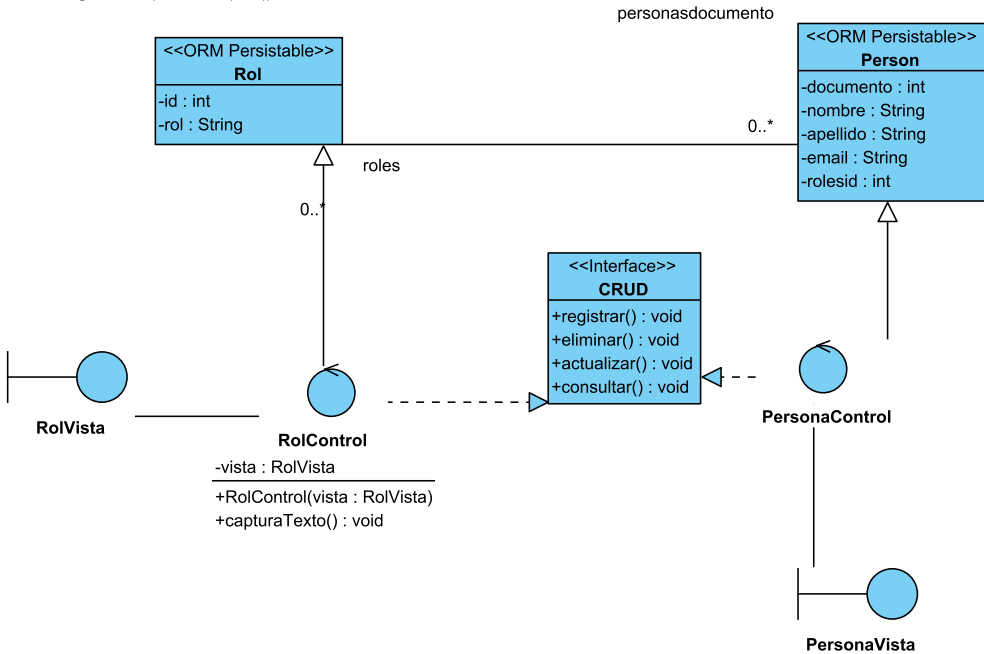 personasdocumento
<<ORM Persistable>>
Rol
-id : int
-rol : String
<<ORM Persistable>>
Person
-documento : int
-nombre : String
-apellido : String
-email : String
-rolesid : int
0..*
roles
0..*
<<Interface>>
CRUD
+registrar() : void
+eliminar() : void
+actualizar() : void
+consultar() : void
RolVista
RolControl
-vista : RolVista
+RolControl(vista : RolVista)
+capturaTexto() : void
PersonaControl
PersonaVista